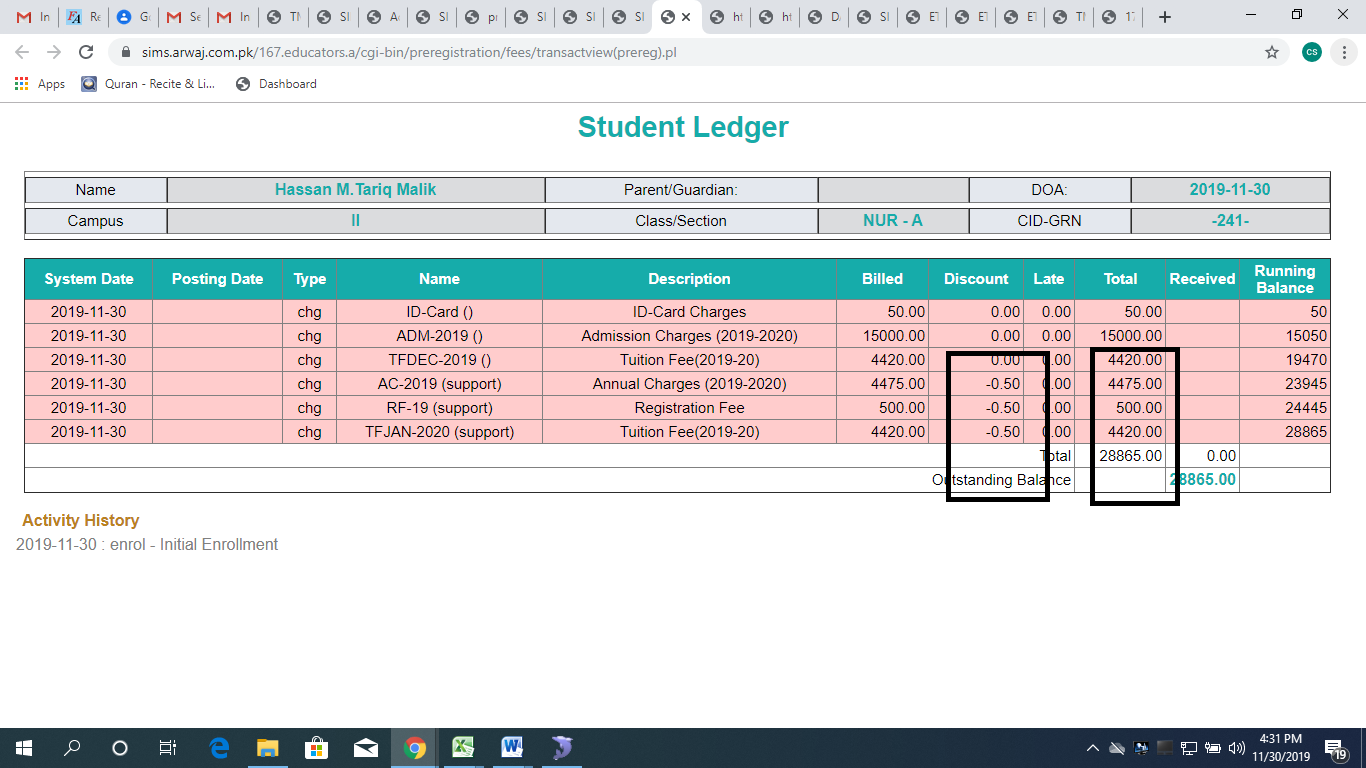 In Re Gu Se In TM SI Ac SI pr SI SI SI ht ht Da SI ET ET ET TM 17
sims.arwaj.com.pk/167.educators.a/cgi-bin/preregistration/fees/transactview(prereg).pl CS
Apps Quran - Recite & Li... Dashboard
Student Ledger
Name Hassan M.Tariq Malik Parent/Guardian: DOA: 2019-11-30
Campus II Class/Section NUR - A CID-GRN -241-
System Date Posting Date Type Name Description Billed Discount Late Total Received Running Balance
2019-11-30 chg ID-Card () ID-Card Charges 50.00 0.00 0.00 50.00 50
2019-11-30 chg ADM-2019 () Admission Charges (2019-2020) 15000.00 0.00 0.00 15000.00 15050
2019-11-30 chg TFDEC-2019 () Tuition Fee(2019-20) 4420.00 0.00 0.00 4420.00 19470
2019-11-30 chg AC-2019 (support) Annual Charges (2019-2020) 4475.00 -0.50 0.00 4475.00 23945
2019-11-30 chg RF-19 (support) Registration Fee 500.00 -0.50 0.00 500.00 24445
2019-11-30 chg TFJAN-2020 (support) Tuition Fee(2019-20) 4420.00 -0.50 0.00 4420.00 28865
Total 28865.00 0.00
Outstanding Balance 28865.00
Activity History
2019-11-30 : enrol - Initial Enrollment
4:31 PM
11/30/2019
19